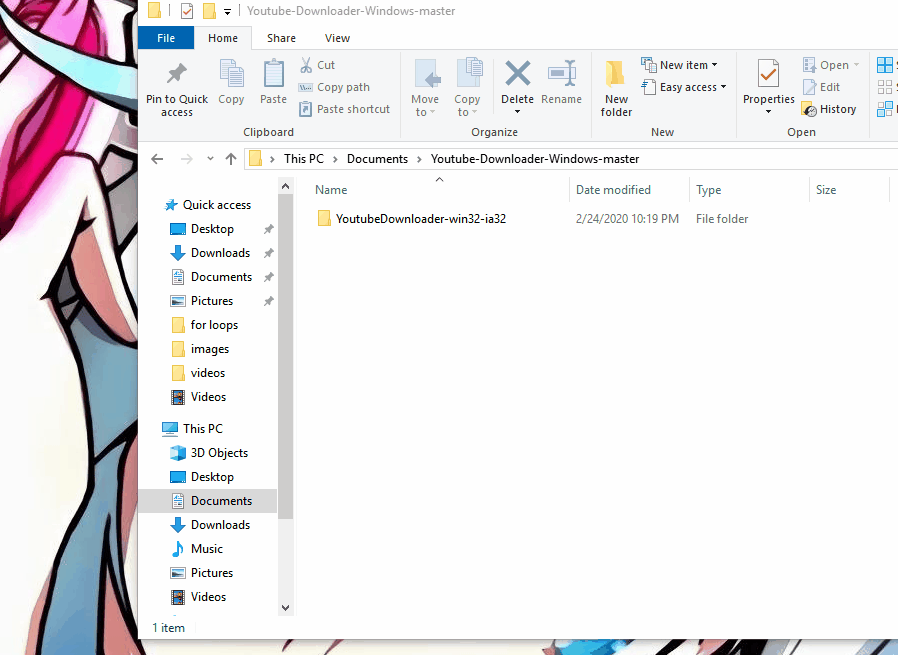 Youtube-Downloader-Windows-master
File Home Share View
Pin to Quick access
Copy
Paste
Cut
Copy path
Paste shortcut
Clipboard
Move to
Copy to
Delete
Rename
Organize
New folder
New item
Easy access
New
Properties
Open
Edit
History
Open
This PC > Documents > Youtube-Downloader-Windows-master
Name Date modified Type Size
YoutubeDownloader-win32-ia32 2/24/2020 10:19 PM File folder
Quick access
Desktop
Downloads
Documents
Pictures
for loops
images
videos
Videos
This PC
3D Objects
Desktop
Documents
Downloads
Music
Pictures
Videos
1 item